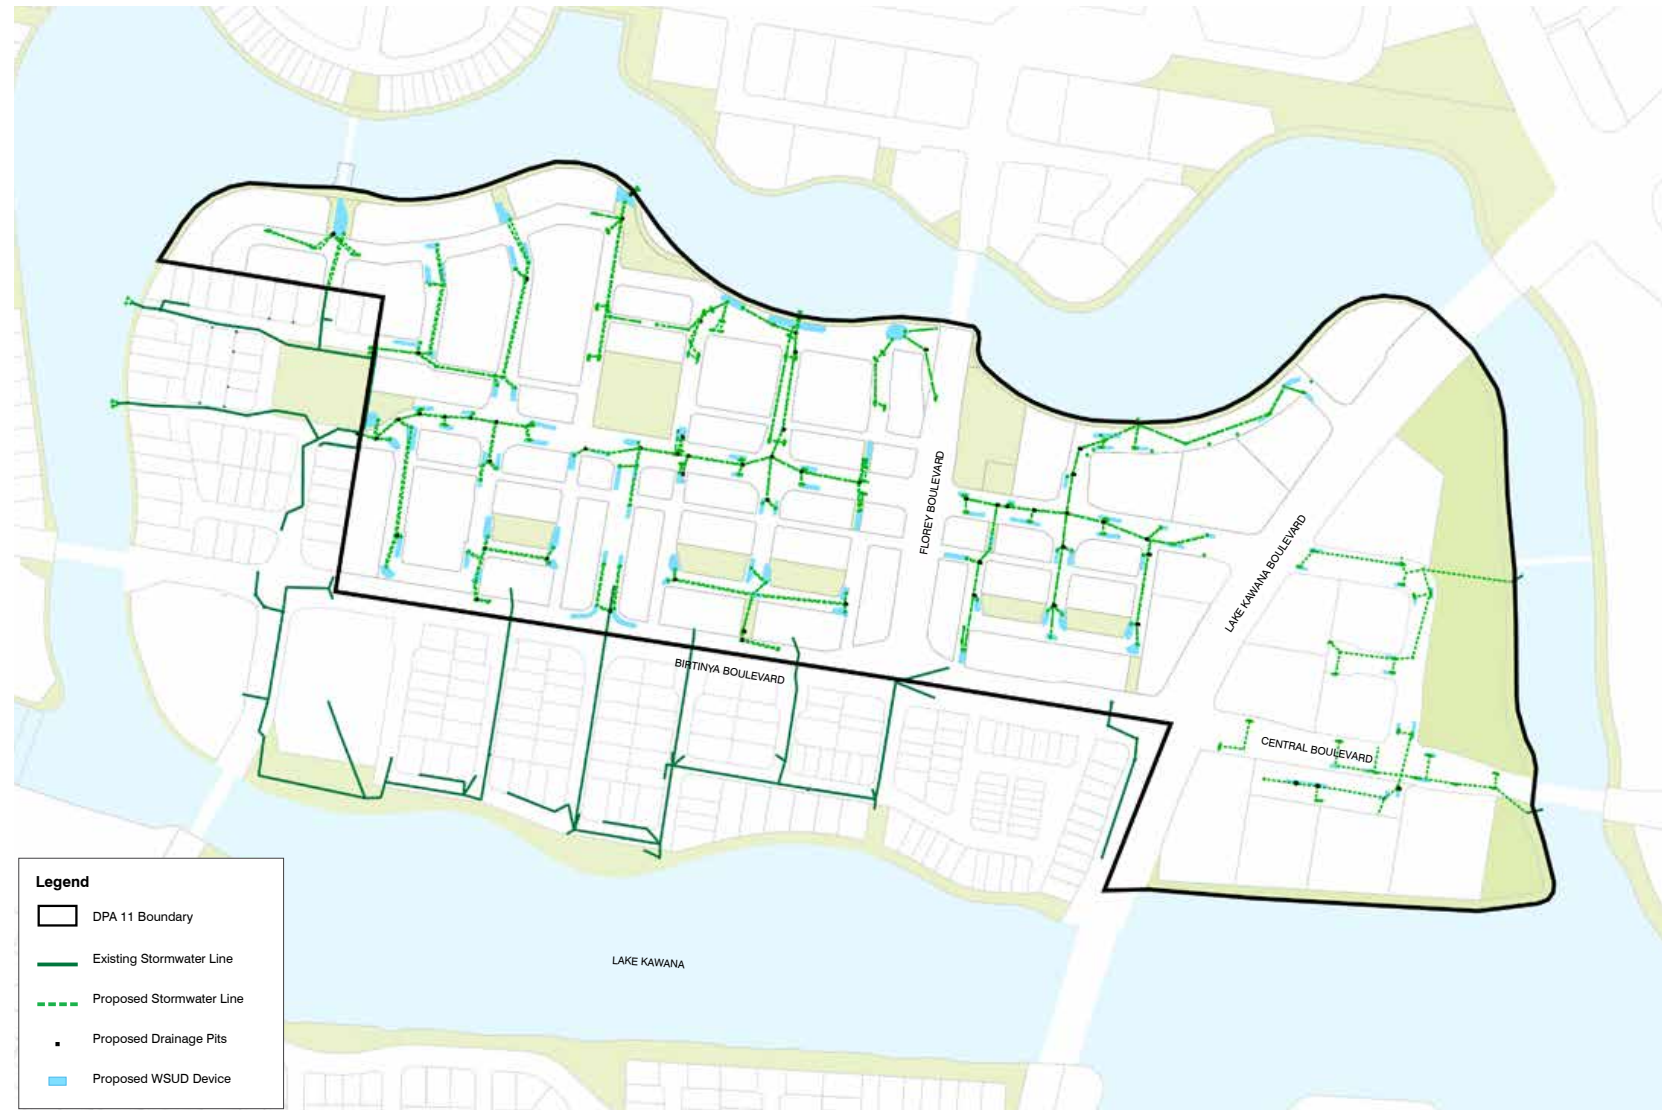 FLOREY BOULEVARD
LAKE KAWANA BOULEVARD
BIRTINYA BOULEVARD
CENTRAL BOULEVARD
LAKE KAWANA
Legend
DPA 11 Boundary
Existing Stormwater Line
Proposed Stormwater Line
Proposed Drainage Pits
Proposed WSUD Device